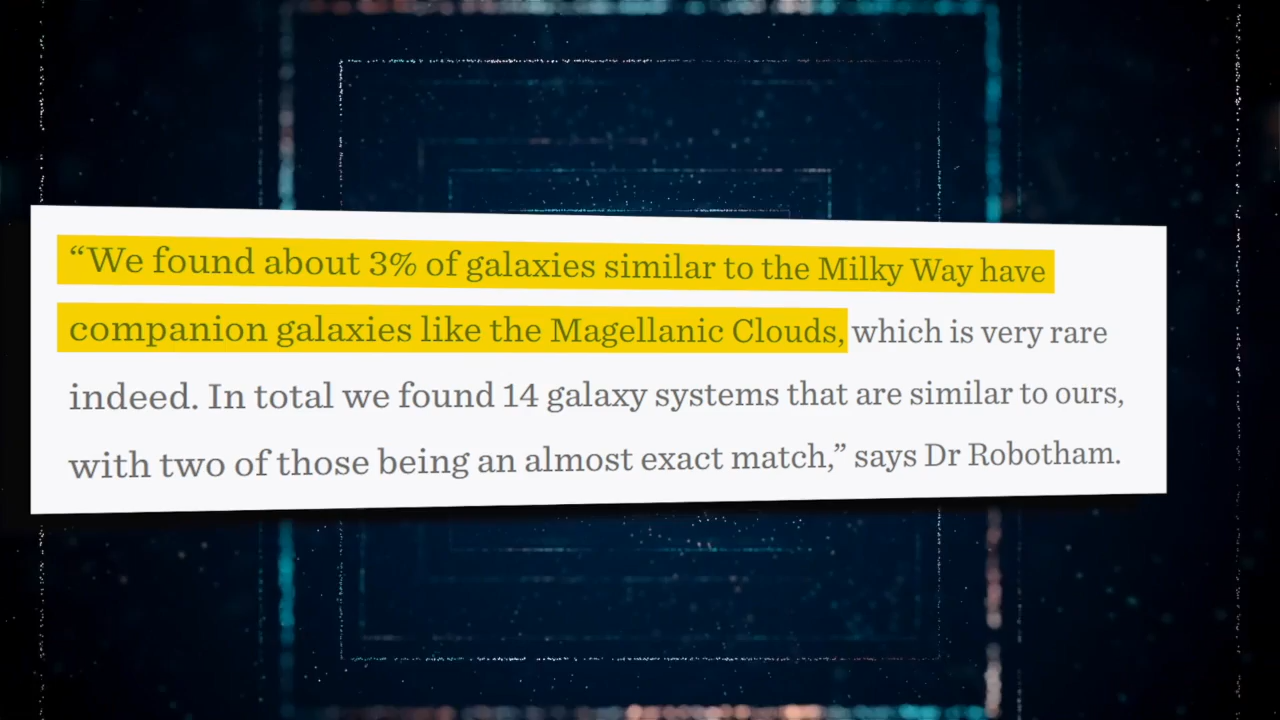 “We found about 3% of galaxies similar to the Milky Way have
companion galaxies like the Magellanic Clouds, which is very rare
indeed. In total we found 14 galaxy systems that are similar to ours,
with two of those being an almost exact match,” says Dr Robotham.